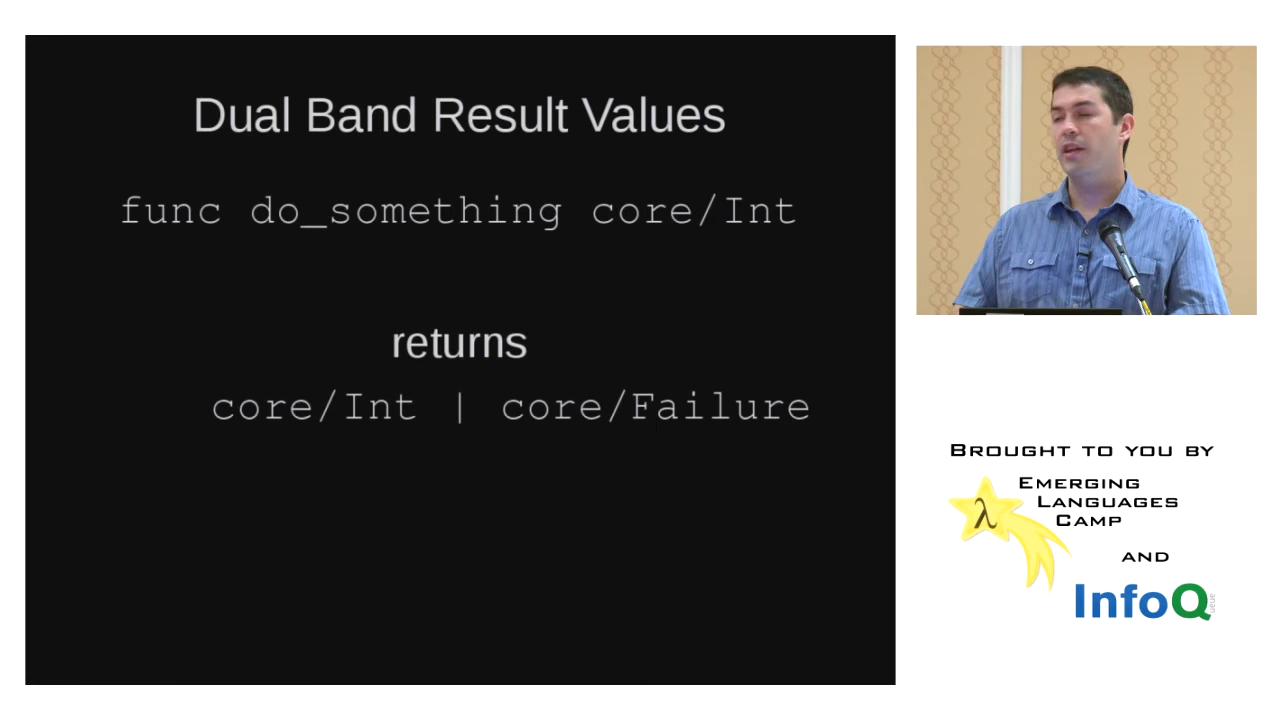 Dual Band Result Values
func do_something core/Int
returns
core/Int | core/Failure
Brought to you by
Emerging
Languages
Camp
λ
and
InfoQ
ueue